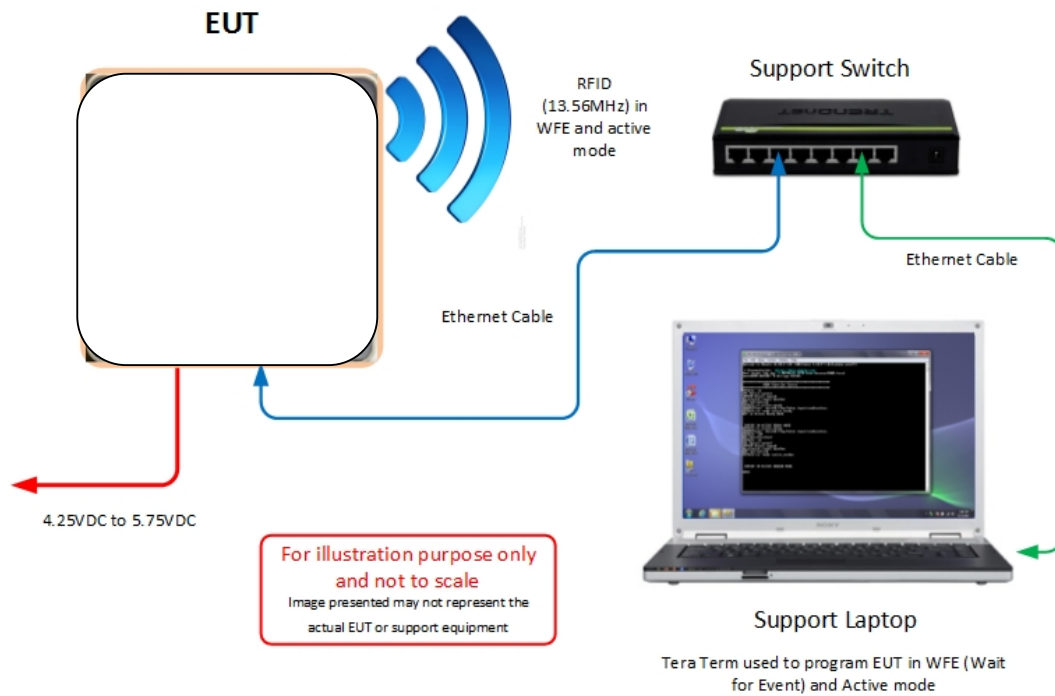 EUT
RFID
(13.56MHz) in
WFE and active
mode
Support Switch
TRENDnet
Ethernet Cable
Ethernet Cable
4.25VDC to 5.75VDC
For illustration purpose only
and not to scale
Image presented may not represent the
actual EUT or support equipment
SONY
Support Laptop
Tera Term used to program EUT in WFE (Wait
for Event) and Active mode